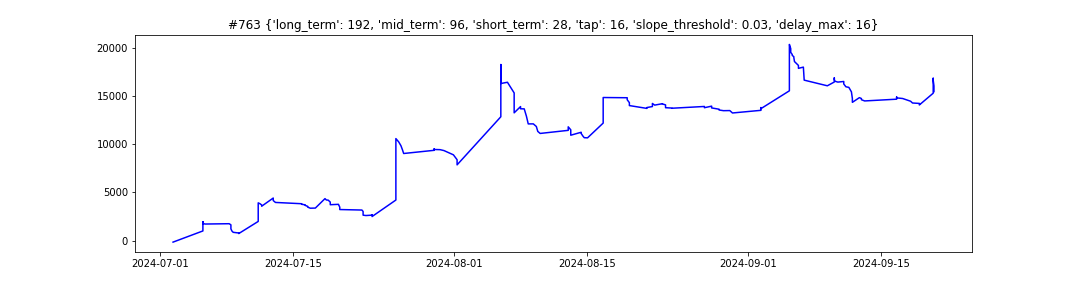 #763 {'long_term': 192, 'mid_term': 96, 'short_term': 28, 'tap': 16, 'slope_threshold': 0.03, 'delay_max': 16}
20000
15000
10000
5000
0
2024-07-01 2024-07-15 2024-08-01 2024-08-15 2024-09-01 2024-09-15